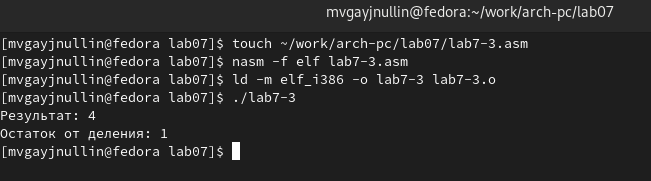 mvgayjnullin@fedora:~/work/arch-pc/lab07
[mvgayjnullin@fedora lab07]$ touch ~/work/arch-pc/lab07/lab7-3.asm
[mvgayjnullin@fedora lab07]$ nasm -f elf lab7-3.asm
[mvgayjnullin@fedora lab07]$ ld -m elf_i386 -o lab7-3 lab7-3.o
[mvgayjnullin@fedora lab07]$ ./lab7-3
Результат: 4
Остаток от деления: 1
[mvgayjnullin@fedora lab07]$